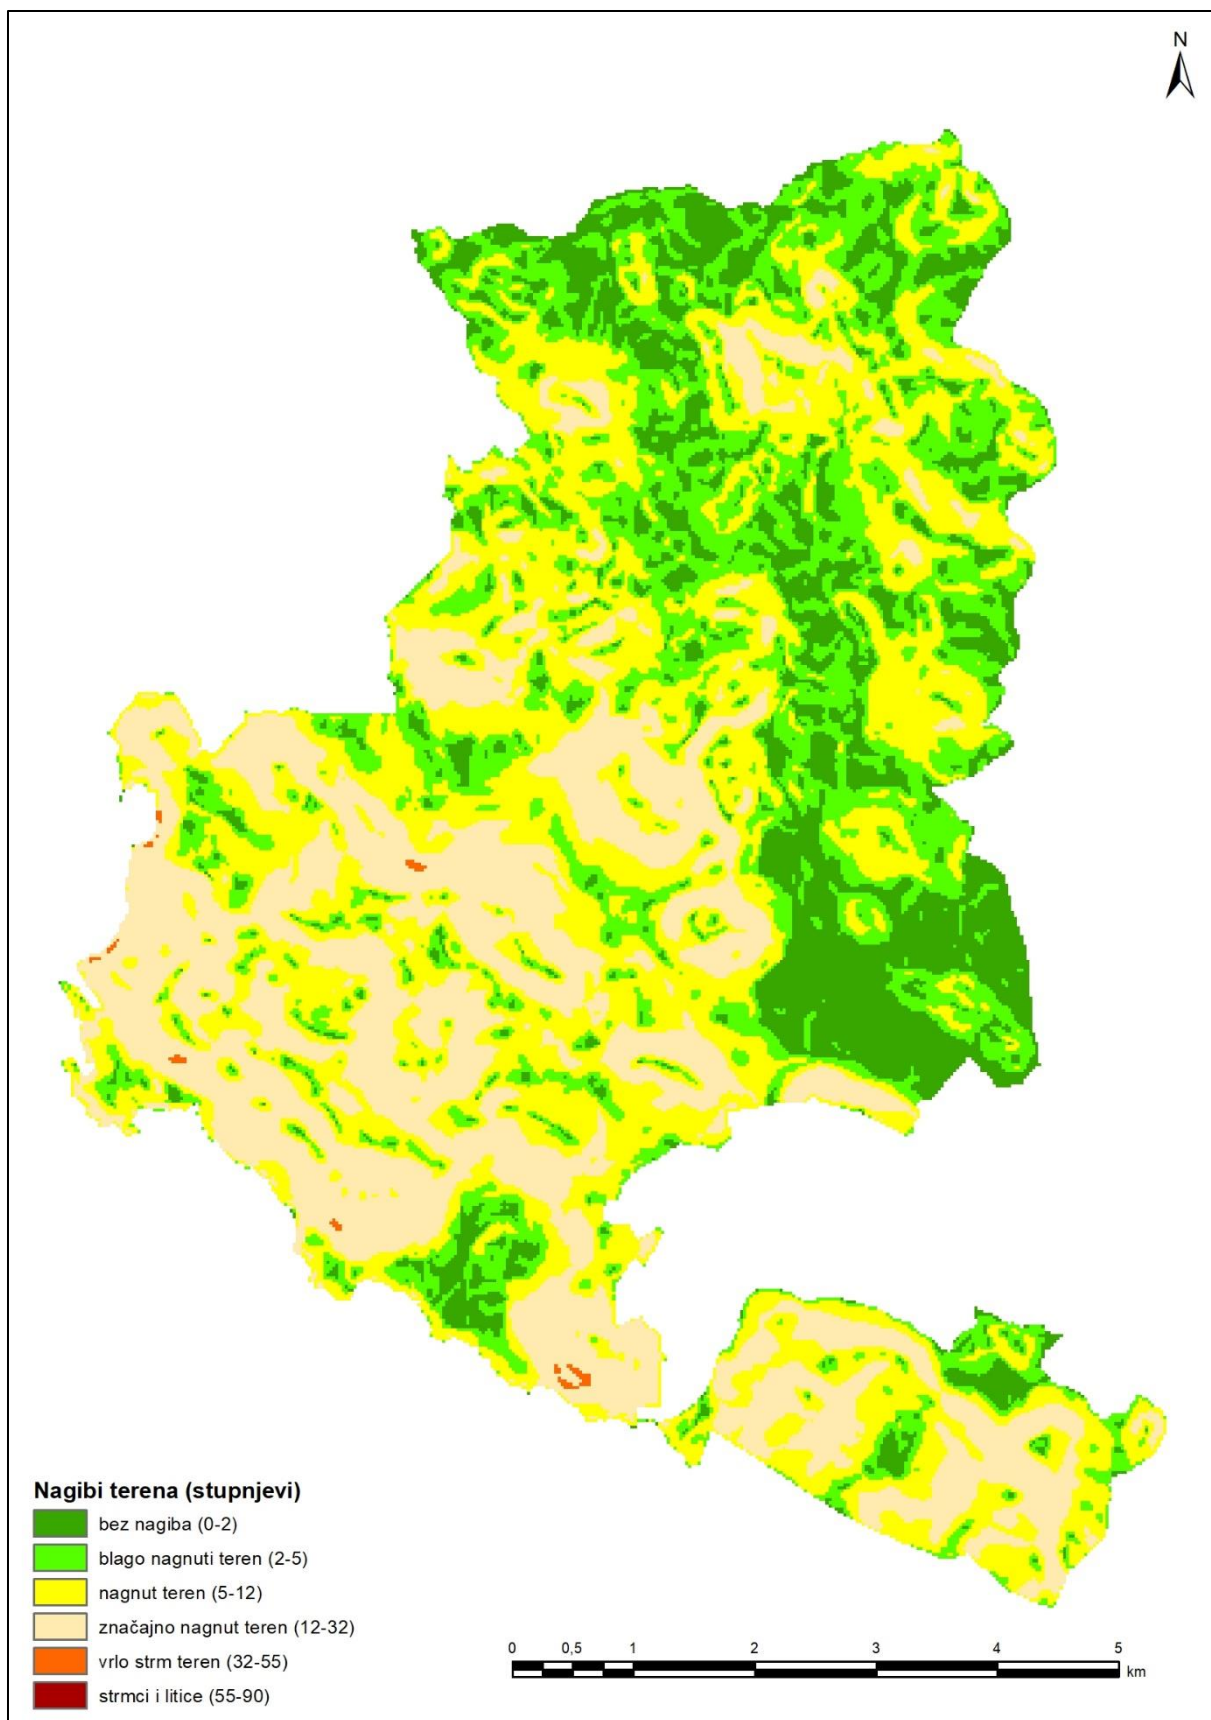 N
Nagibi terena (stupnjevi)
bez nagiba (0-2)
blago nagnuti teren (2-5)
nagnut teren (5-12)
značajno nagnut teren (12-32)
vrlo strm teren (32-55)
strmci i litice (55-90)
0 0,5 1 2 3 4 5
km